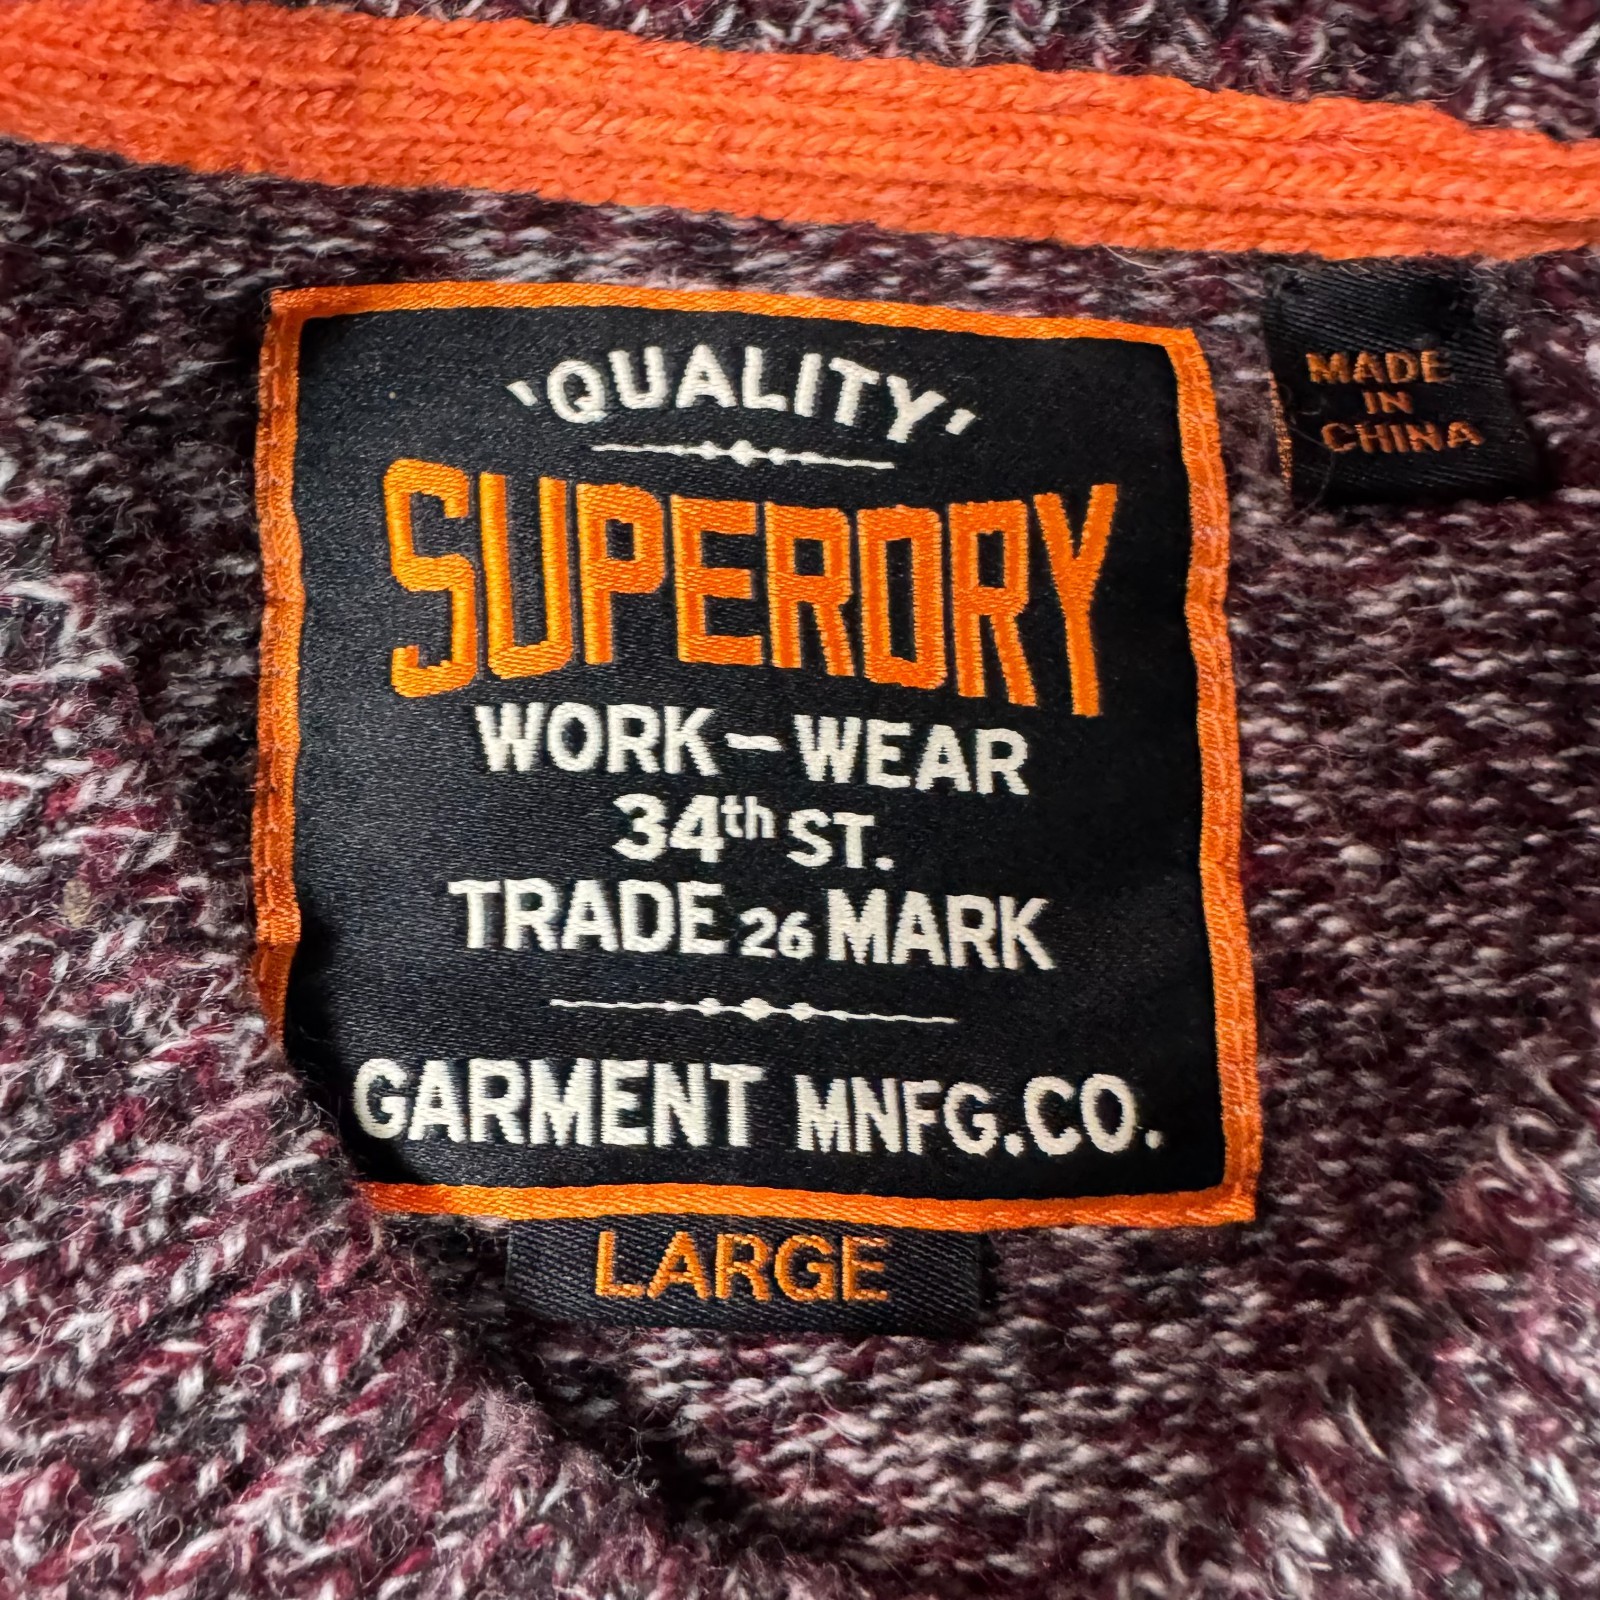 'QUALITY'
SUPERDRY
WORK-WEAR
34th ST.
TRADE 26 MARK
GARMENT MNFG.CO.
LARGE
MADE
IN
CHINA